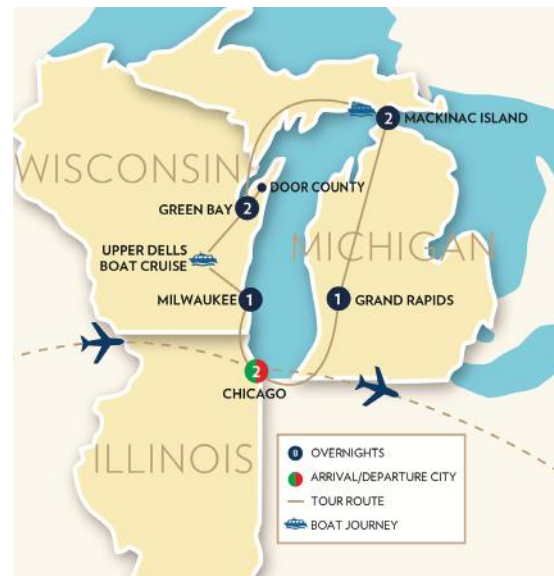 2
MACKINAC ISLAND
WISCONSIN
DOOR COUNTY
GREEN BAY
2
UPPER DELLS
BOAT CRUISE
MICHIGAN
MILWAUKEE
1
1
GRAND RAPIDS
2
CHICAGO
ILLINOIS
8 OVERNIGHTS
ARRIVAL/DEPARTURE CITY
TOUR ROUTE
BOAT JOURNEY